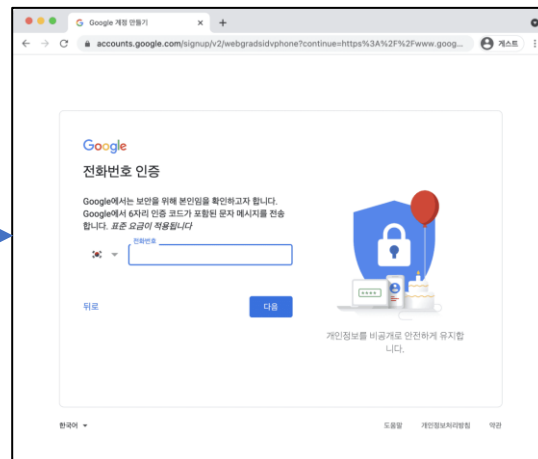 Google 계정 만들기
accounts.google.com/signup/v2/webgradsidvphone?continue=https%3A%2F%2Fwww.goog...
게스트
Google
전화번호 인증
Google에서는 보안을 위해 본인임을 확인하고자 합니다.
Google에서 6자리 인증 코드가 포함된 문자 메시지를 전송
합니다. 표준 요금이 적용됩니다
전화번호
뒤로
다음
개인정보를 비공개로 안전하게 유지합
니다.
한국어
도움말 개인정보처리방침 약관